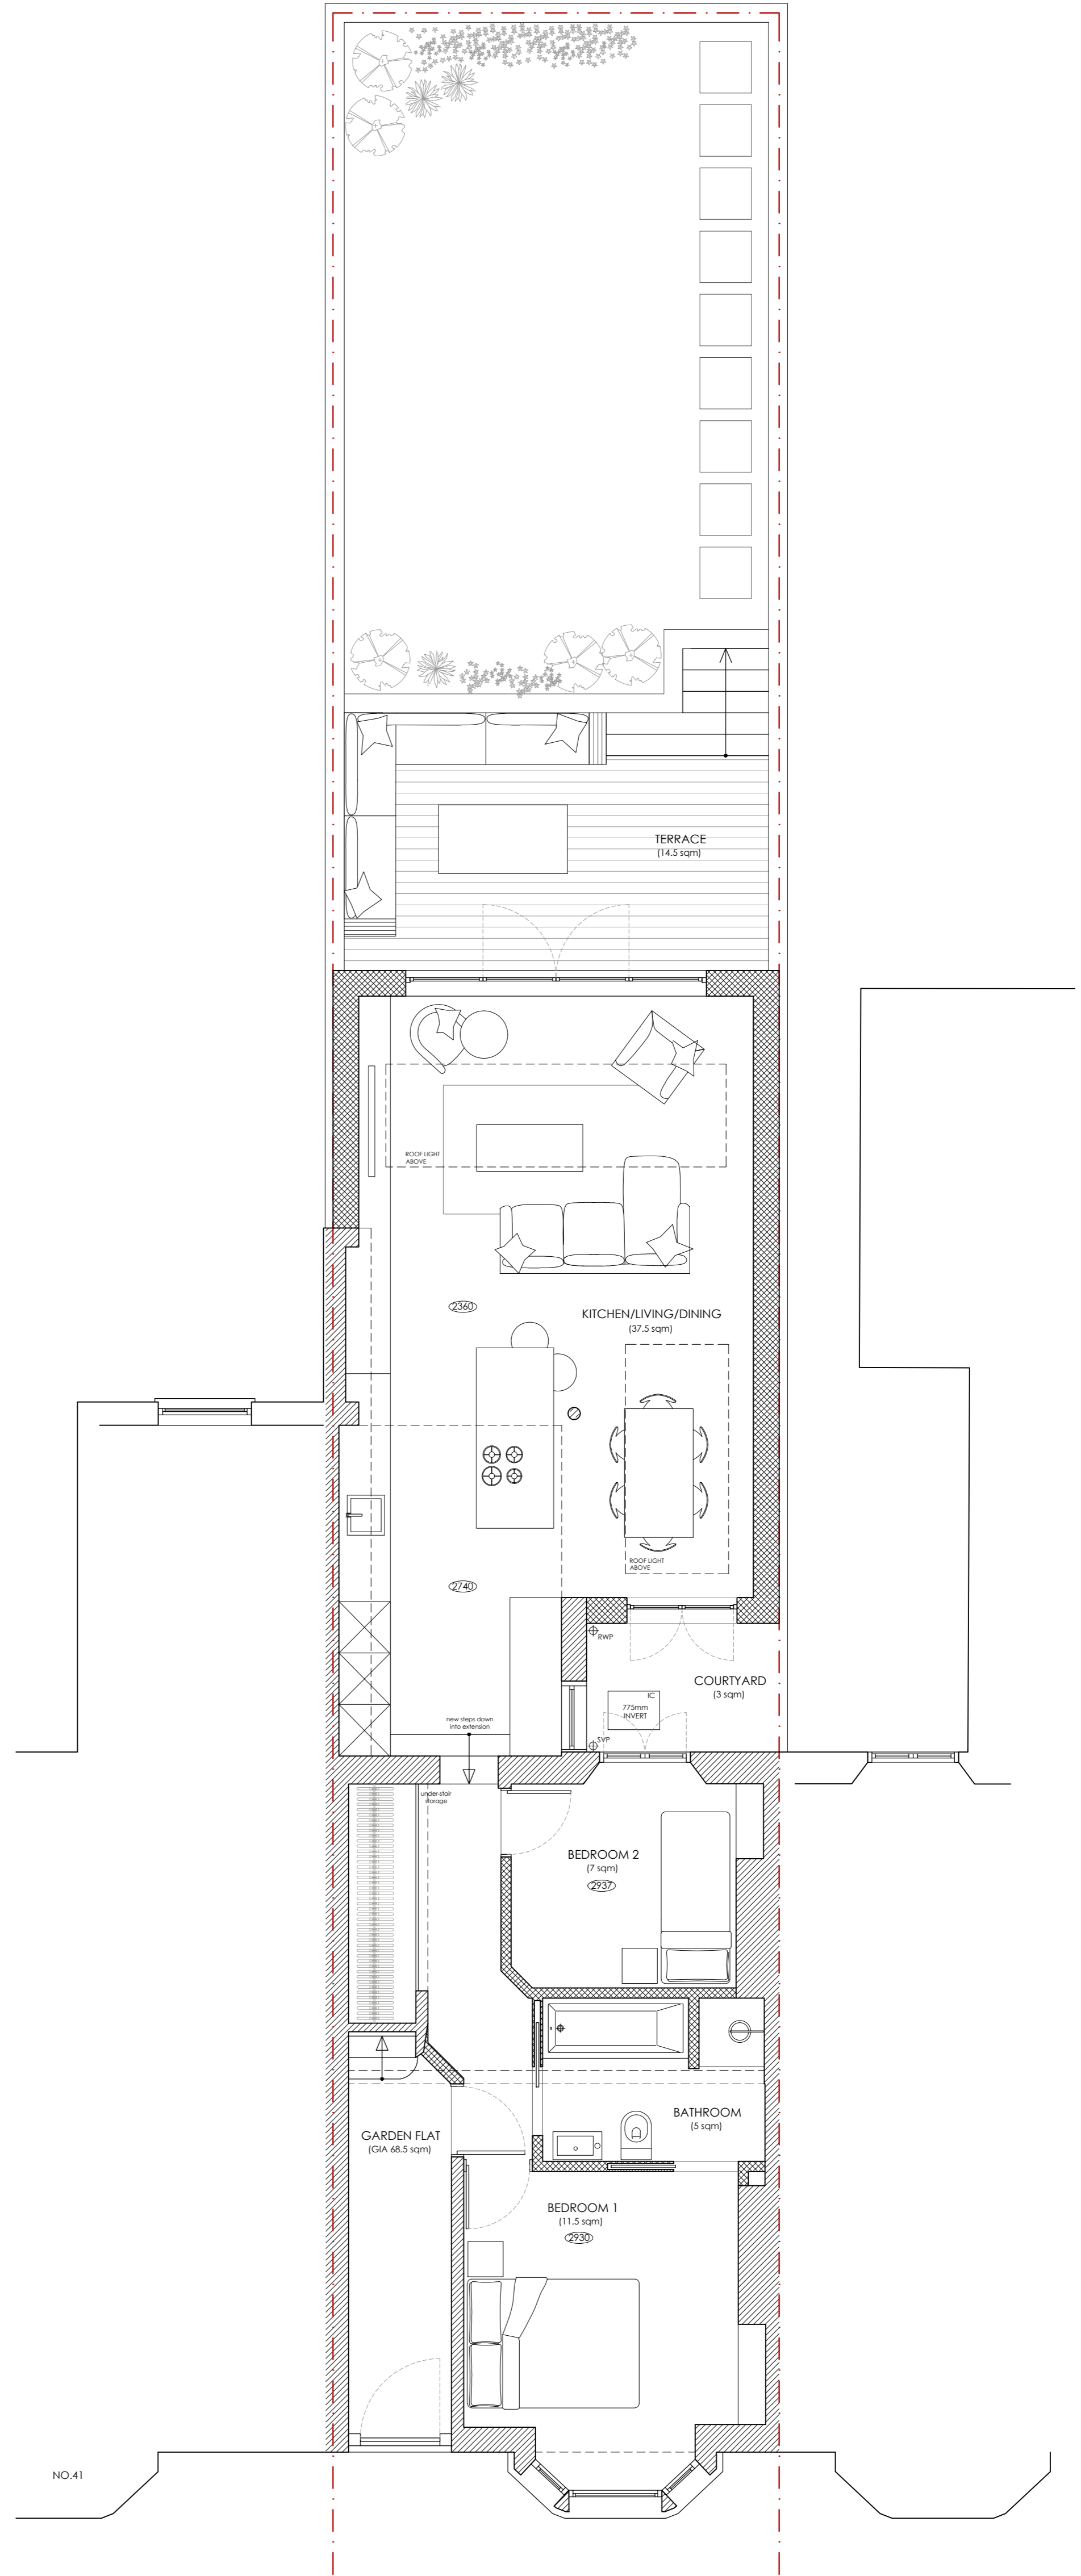 TERRACE
(14.5 sqm)
ROOF LIGHT
ABOVE
2360
KITCHEN/LIVING/DINING
(37.5 sqm)
ROOF LIGHT
ABOVE
2740
RWP
COURTYARD
(3 sqm)
IC
775mm
INVERT
new steps down
into extension
SVP
under-stair
storage
BEDROOM 2
(7 sqm)
2937
BATHROOM
(5 sqm)
GARDEN FLAT
(GIA 68.5 sqm)
BEDROOM 1
(11.5 sqm)
2930
NO.41